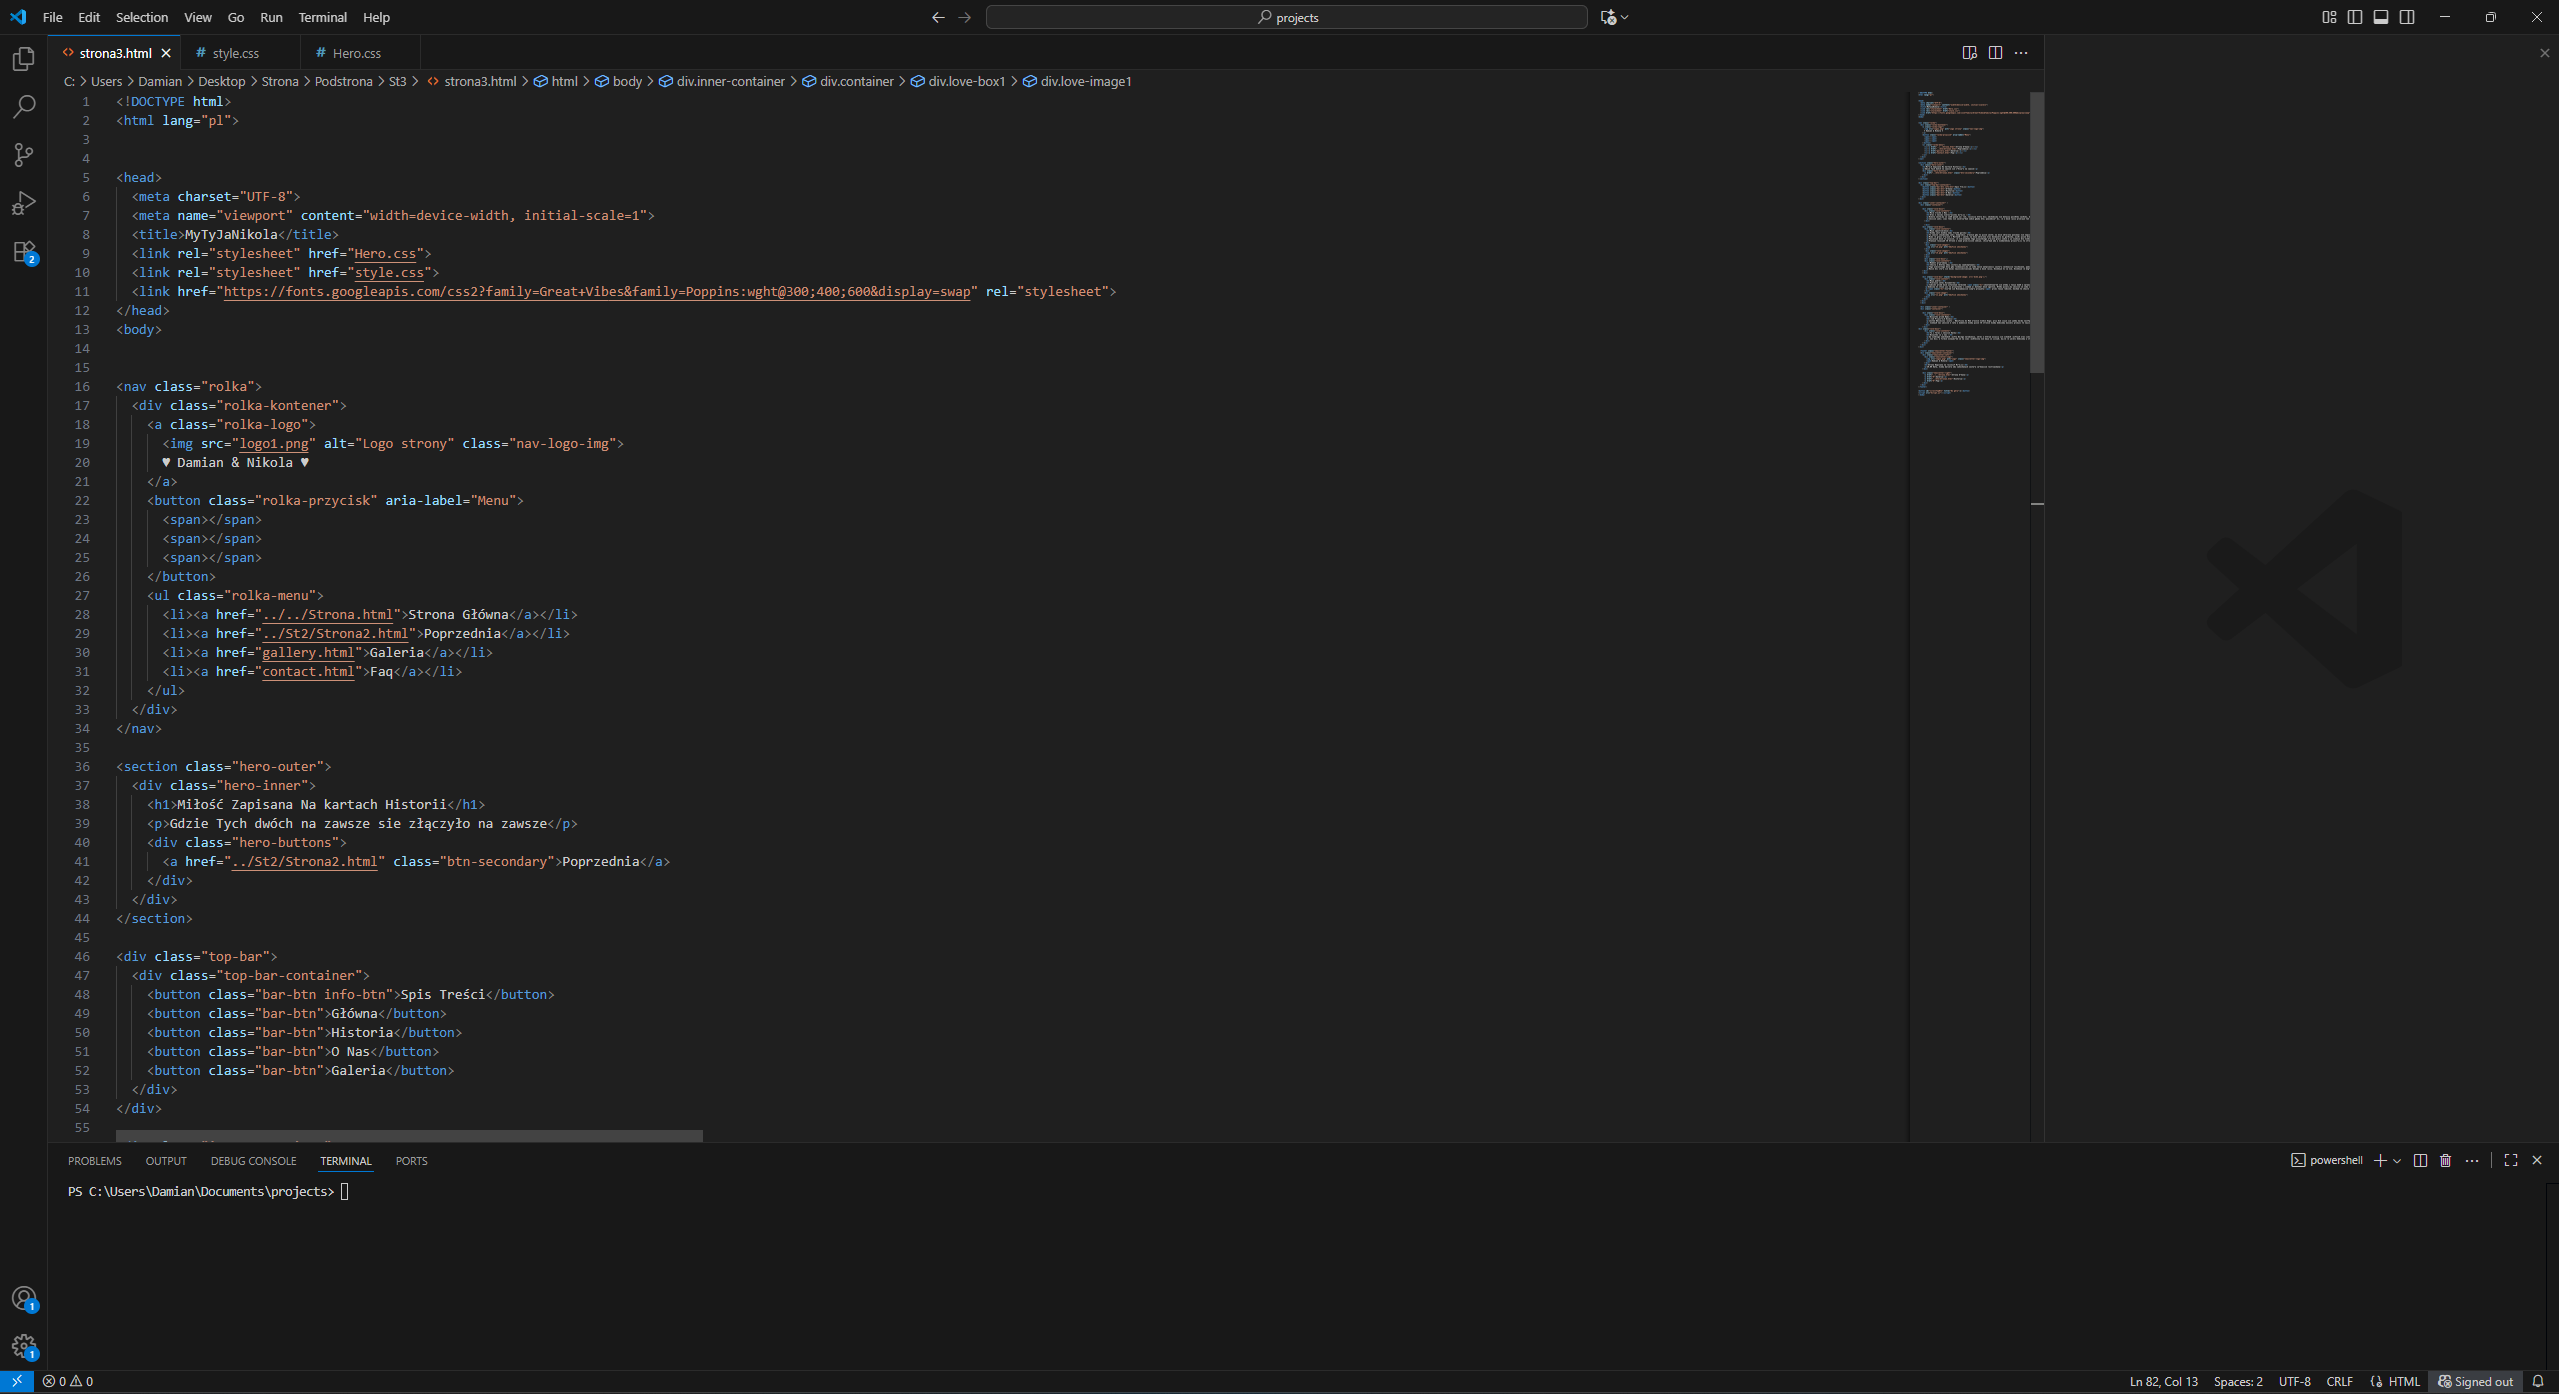 File Edit Selection View Go Run Terminal Help
projects
strona3.html
style.css
Hero.css
C: > Users > Damian > Desktop > Strona > Podstrona > St3 > strona3.html > html > body > div.inner-container > div.container > div.love-box1 > div.love-image1
1 <!DOCTYPE html>
2 <html lang="pl">
3
4
5 <head>
6 <meta charset="UTF-8">
7 <meta name="viewport" content="width=device-width, initial-scale=1">
8 <title>MyTyJaNikola</title>
9 <link rel="stylesheet" href="Hero.css">
10 <link rel="stylesheet" href="style.css">
11 <link href="https://fonts.googleapis.com/css2?family=Great+Vibes&family=Poppins:wght@300;400;600&display=swap" rel="stylesheet">
12 </head>
13 <body>
14
15
16 <nav class="rolka">
17 <div class="rolka-kontener">
18 <a class="rolka-logo">
19 <img src="logo1.png" alt="Logo strony" class="nav-logo-img">
20 ♥ Damian & Nikola ♥
21 </a>
22 <button class="rolka-przycisk" aria-label="Menu">
23 <span></span>
24 <span></span>
25 <span></span>
26 </button>
27 <ul class="rolka-menu">
28 <li><a href="../../Strona.html">Strona Główna</a></li>
29 <li><a href="../St2/Strona2.html">Poprzednia</a></li>
30 <li><a href="gallery.html">Galeria</a></li>
31 <li><a href="contact.html">Faq</a></li>
32 </ul>
33 </div>
34 </nav>
35
36 <section class="hero-outer">
37 <div class="hero-inner">
38 <h1>Miłość Zapisana Na kartach Historii</h1>
39 <p>Gdzie Tych dwóch na zawsze sie złączyło na zawsze</p>
40 <div class="hero-buttons">
41 <a href="../St2/Strona2.html" class="btn-secondary">Poprzednia</a>
42 </div>
43 </div>
44 </section>
45
46 <div class="top-bar">
47 <div class="top-bar-container">
48 <button class="bar-btn info-btn">Spis Treści</button>
49 <button class="bar-btn">Główna</button>
50 <button class="bar-btn">Historia</button>
51 <button class="bar-btn">O Nas</button>
52 <button class="bar-btn">Galeria</button>
53 </div>
54 </div>
55
PROBLEMS OUTPUT DEBUG CONSOLE TERMINAL PORTS
powershell
PS C:\Users\Damian\Documents\projects>
2
1
1
0 0
Ln 82, Col 13 Spaces: 2 UTF-8 CRLF HTML Signed out